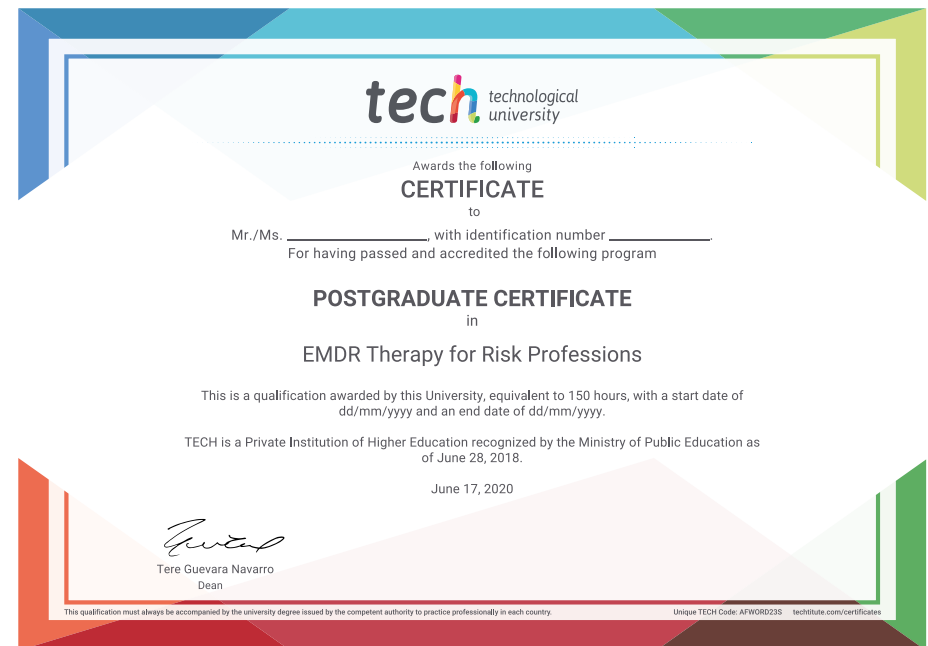 tech technological
university
Awards the following
CERTIFICATE
to
Mr./Ms. ____________________, with identification number ______________.
For having passed and accredited the following program
POSTGRADUATE CERTIFICATE
in
EMDR Therapy for Risk Professions
This is a qualification awarded by this University, equivalent to 150 hours, with a start date of
dd/mm/yyyy and an end date of dd/mm/yyyy.
TECH is a Private Institution of Higher Education recognized by the Ministry of Public Education as
of June 28, 2018.
June 17, 2020
Tere Guevara Navarro
Dean
This qualification must always be accompanied by the university degree issued by the competent authority to practice professionally in each country.
Unique TECH Code: AFWORD23S techtitute.com/certificates